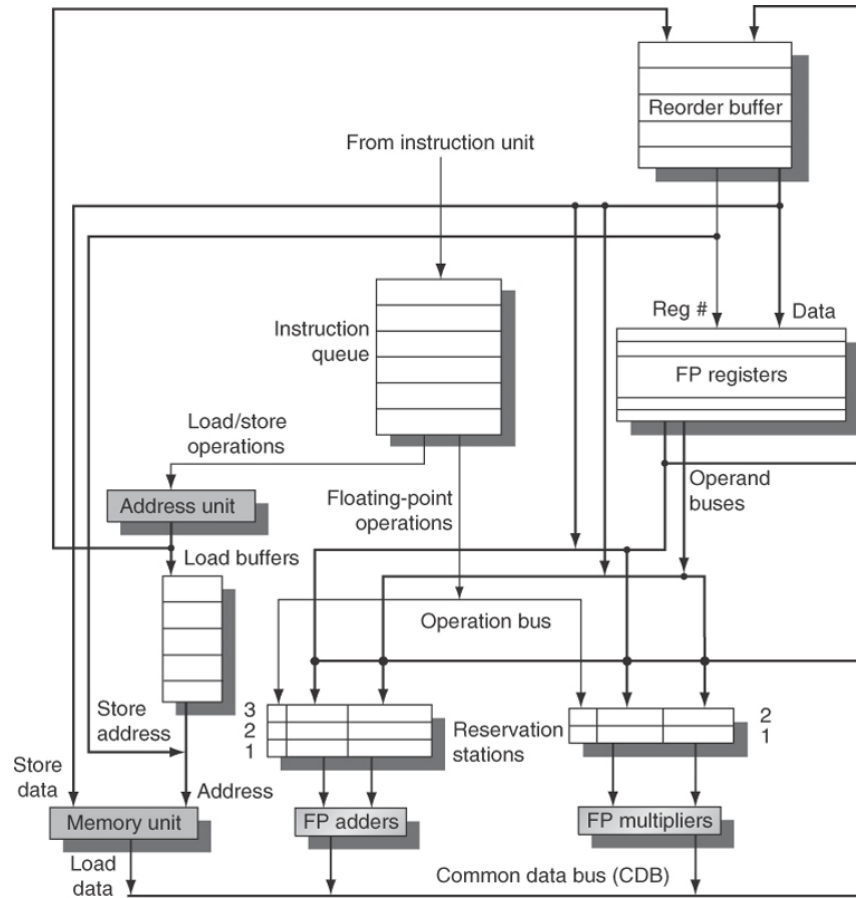 Reorder buffer
From instruction unit
Reg #
Data
Instruction
queue
FP registers
Load/store
operations
Operand
buses
Floating-point
operations
Address unit
Load buffers
Operation bus
Store
address
3
2
1
Reservation
stations
2
1
Store
data
Address
Memory unit
FP adders
FP multipliers
Load
data
Common data bus (CDB)